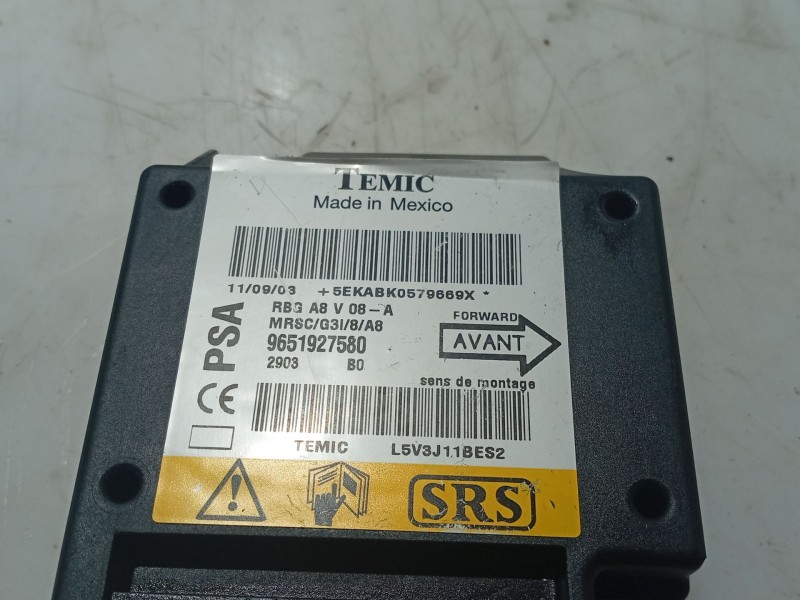 TEMIC
Made in Mexico
11/09/03 +5EKABK0579669X*
RBG A8 V 08-A
MRSC/G3I/8/A8
PSA
9651927580
2903 B0
FORWARD
AVANT
sens de montage
CE
TEMIC L5V3J11BES2
SRS